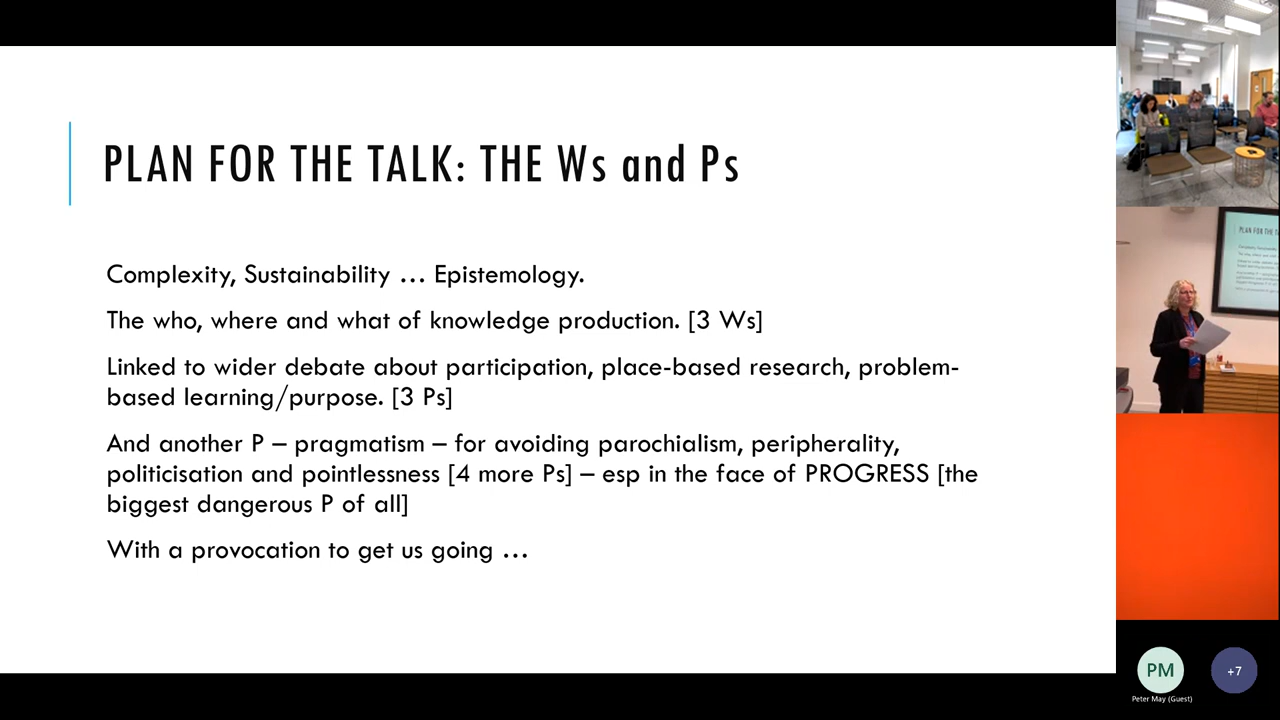 PLAN FOR THE TALK: THE Ws and Ps
Complexity, Sustainability … Epistemology.
The who, where and what of knowledge production. [3 Ws]
Linked to wider debate about participation, place-based research, problem-
based learning/purpose. [3 Ps]
And another P – pragmatism – for avoiding parochialism, peripherality,
politicisation and pointlessness [4 more Ps] – esp in the face of PROGRESS [the
biggest dangerous P of all]
With a provocation to get us going …
PLAN FOR THE
PM
+7
Peter May (Guest)